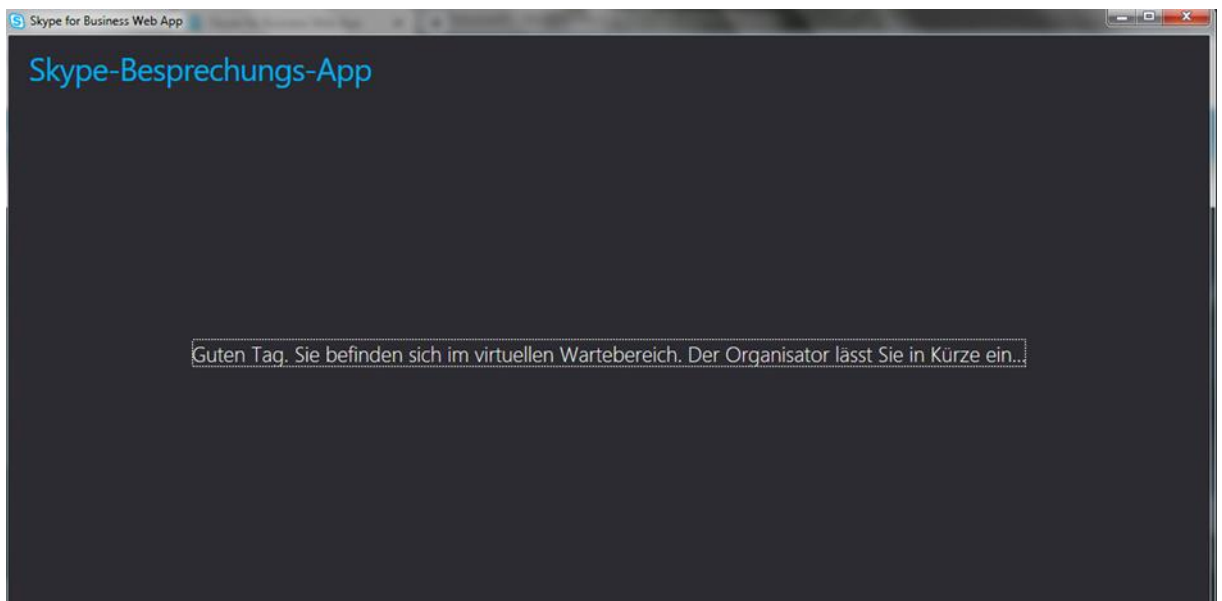 Skype for Business Web App
Skype-Besprechungs-App
Guten Tag. Sie befinden sich im virtuellen Wartebereich. Der Organisator lässt Sie in Kürze ein...